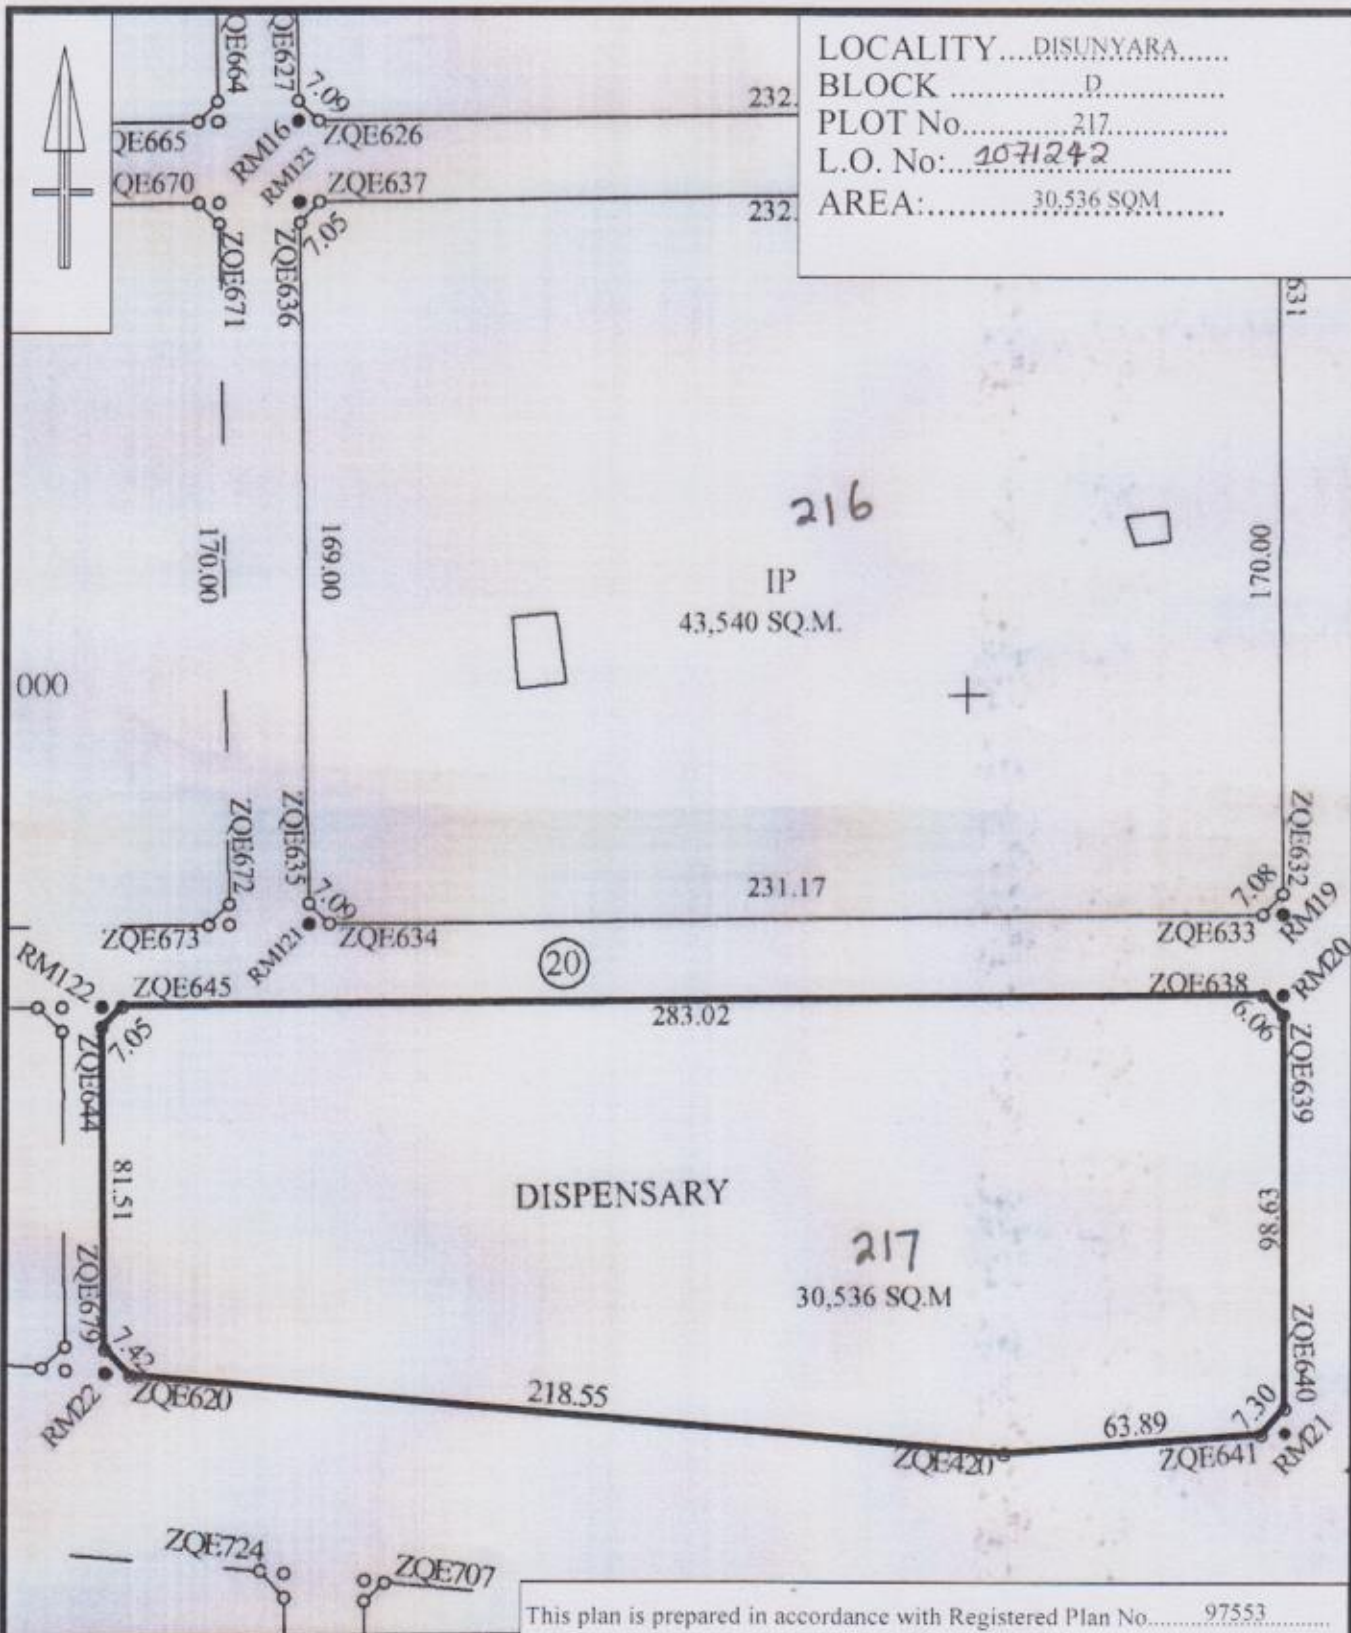 LOCALITY....DISUNYARA......
BLOCK ..............D.............
PLOT No.............217..............
L.O. No:...1071242..............
AREA:............30.536 SQM.......
QE664
QE627
7.09
232.
QE665
RM16
ZQE626
QE670
RM123
ZQE637
7.05
232.
ZQE671
ZQE636
631
170.00
169.00
216
170.00
IP
43,540 SQ.M.
000
ZQE672
ZQE635
7.09
231.17
7.08
ZQE632
RM19
ZQE673
RM121
ZQE634
ZQE633
RM122
ZQE645
20
ZQE638
RM20
283.02
6.06
7.05
ZQE644
ZQE639
81.51
DISPENSARY
98.63
217
30,536 SQ.M
ZQE679
7.42
ZQE640
RM22
ZQE620
218.55
63.89
7.30
ZQE420
ZQE641
RM21
ZQE724
ZQE707
This plan is prepared in accordance with Registered Plan No.........97553...........